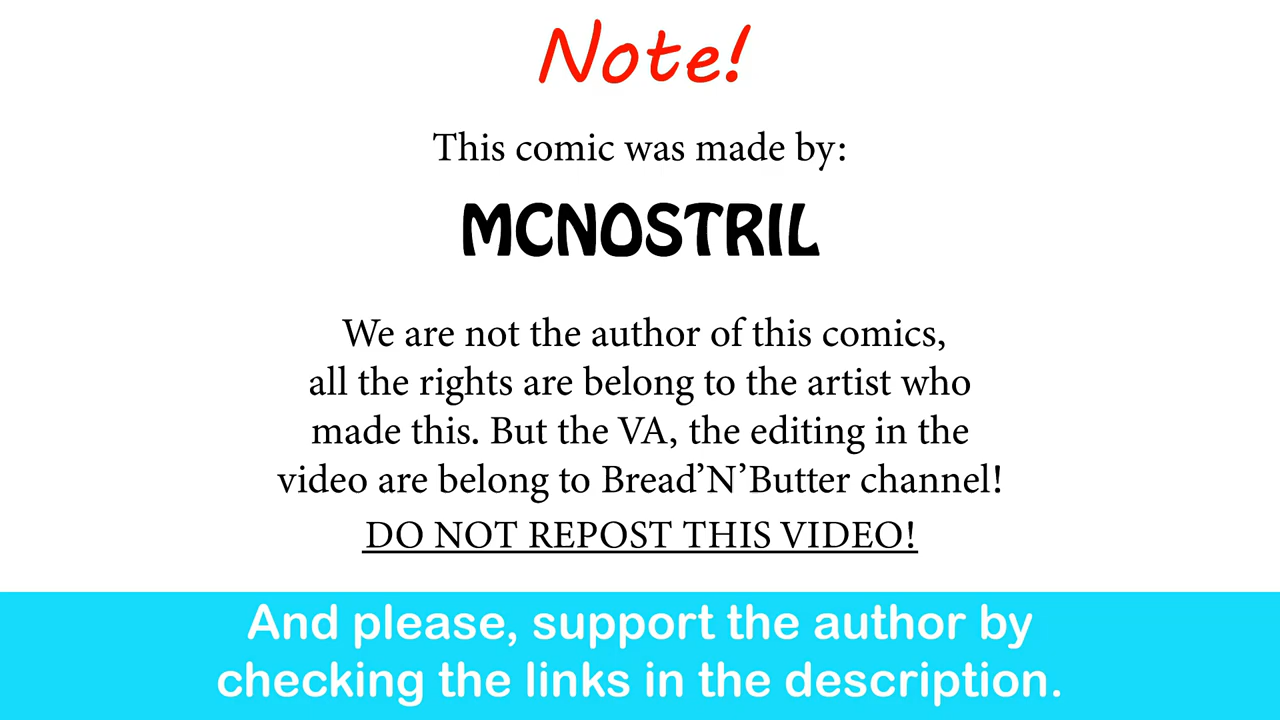 Note!
This comic was made by:
MCNOSTRIL
We are not the author of this comics,
all the rights are belong to the artist who
made this. But the VA, the editing in the
video are belong to Bread’N’Butter channel!
DO NOT REPOST THIS VIDEO!
And please, support the author by
checking the links in the description.